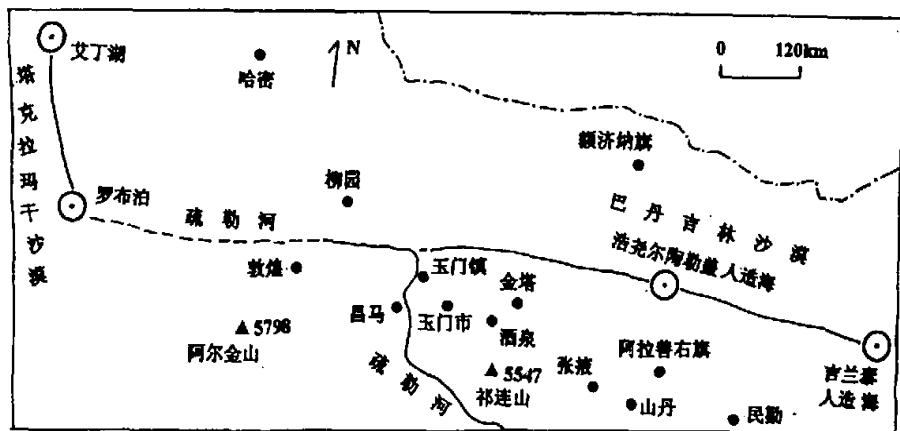 艾丁湖
哈密
N
0 120km
塔克拉玛干沙漠
额济纳旗
柳园
罗布泊
疏勒河
巴丹吉林沙漠
浩尧尔陶勒盖人造海
敦煌
玉门镇
金塔
昌马
玉门市
酒泉
5798
阿尔金山
阿拉善右旗
张掖
5547
祁连山
吉兰泰
人造海
疏勒河
山丹
民勤